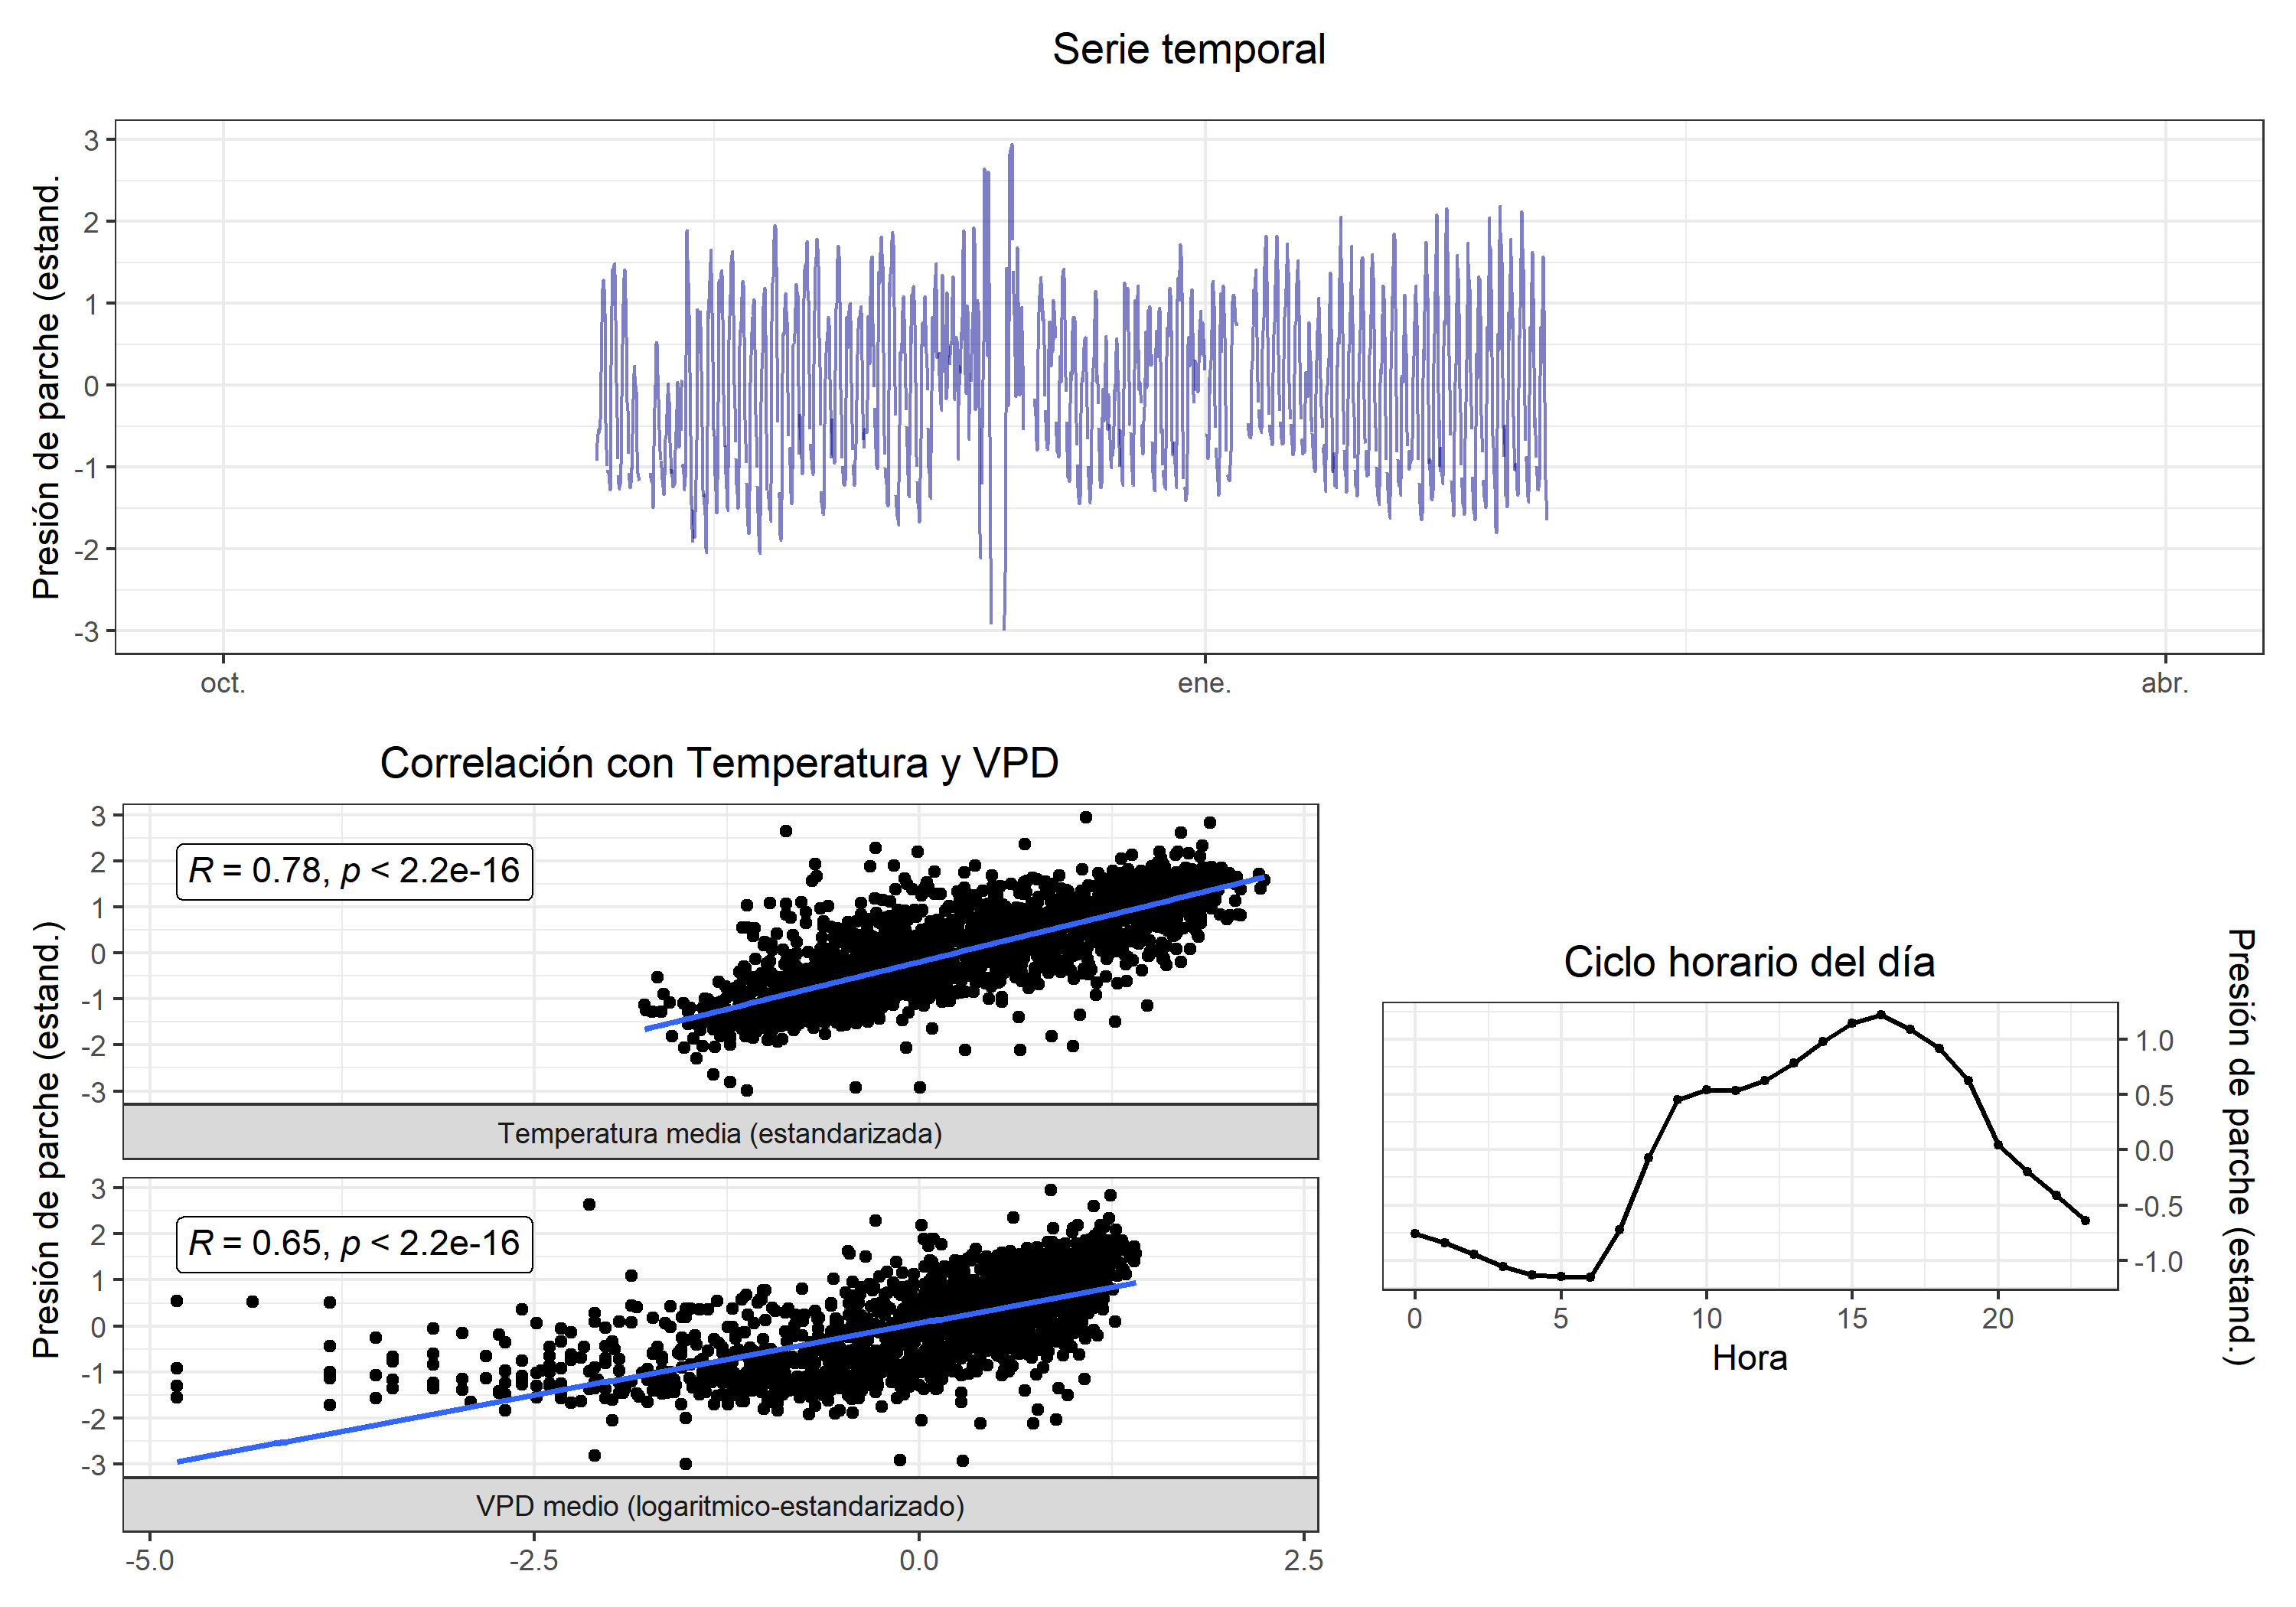 Serie temporal
Presión de parche (estand.
3
2
1
0
-1
-2
-3
oct.
ene.
abr.
Correlación con Temperatura y VPD
Presión de parche (estand.)
3
2
1
0
-1
-2
-3
R = 0.78, p < 2.2e-16
Temperatura media (estandarizada)
3
2
1
0
-1
-2
-3
R = 0.65, p < 2.2e-16
VPD medio (logaritmico-estandarizado)
-5.0
-2.5
0.0
2.5
Ciclo horario del día
1.0
0.5
0.0
-0.5
-1.0
Presión de parche (estand.)
0
5
10
15
20
Hora